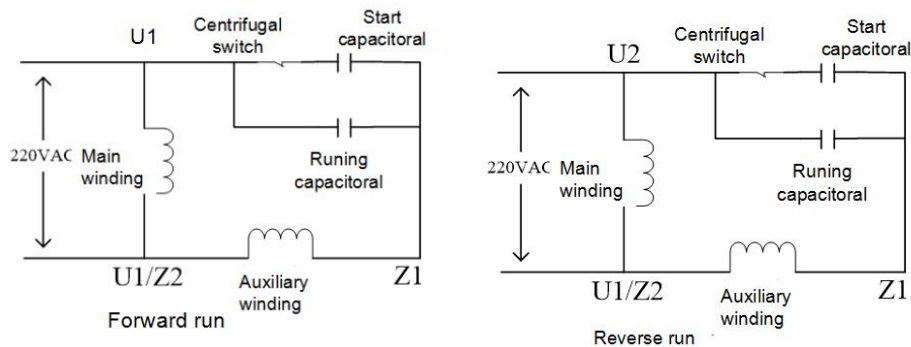 U1
Centrifugal
switch
Start
capacitoral
220VAC
Main
winding
Runing
capacitoral
U1/Z2
Auxiliary
winding
Z1
Forward run
U2
Centrifugal
switch
Start
capacitoral
220VAC
Main
winding
Runing
capacitoral
U1/Z2
Auxiliary
winding
Z1
Reverse run